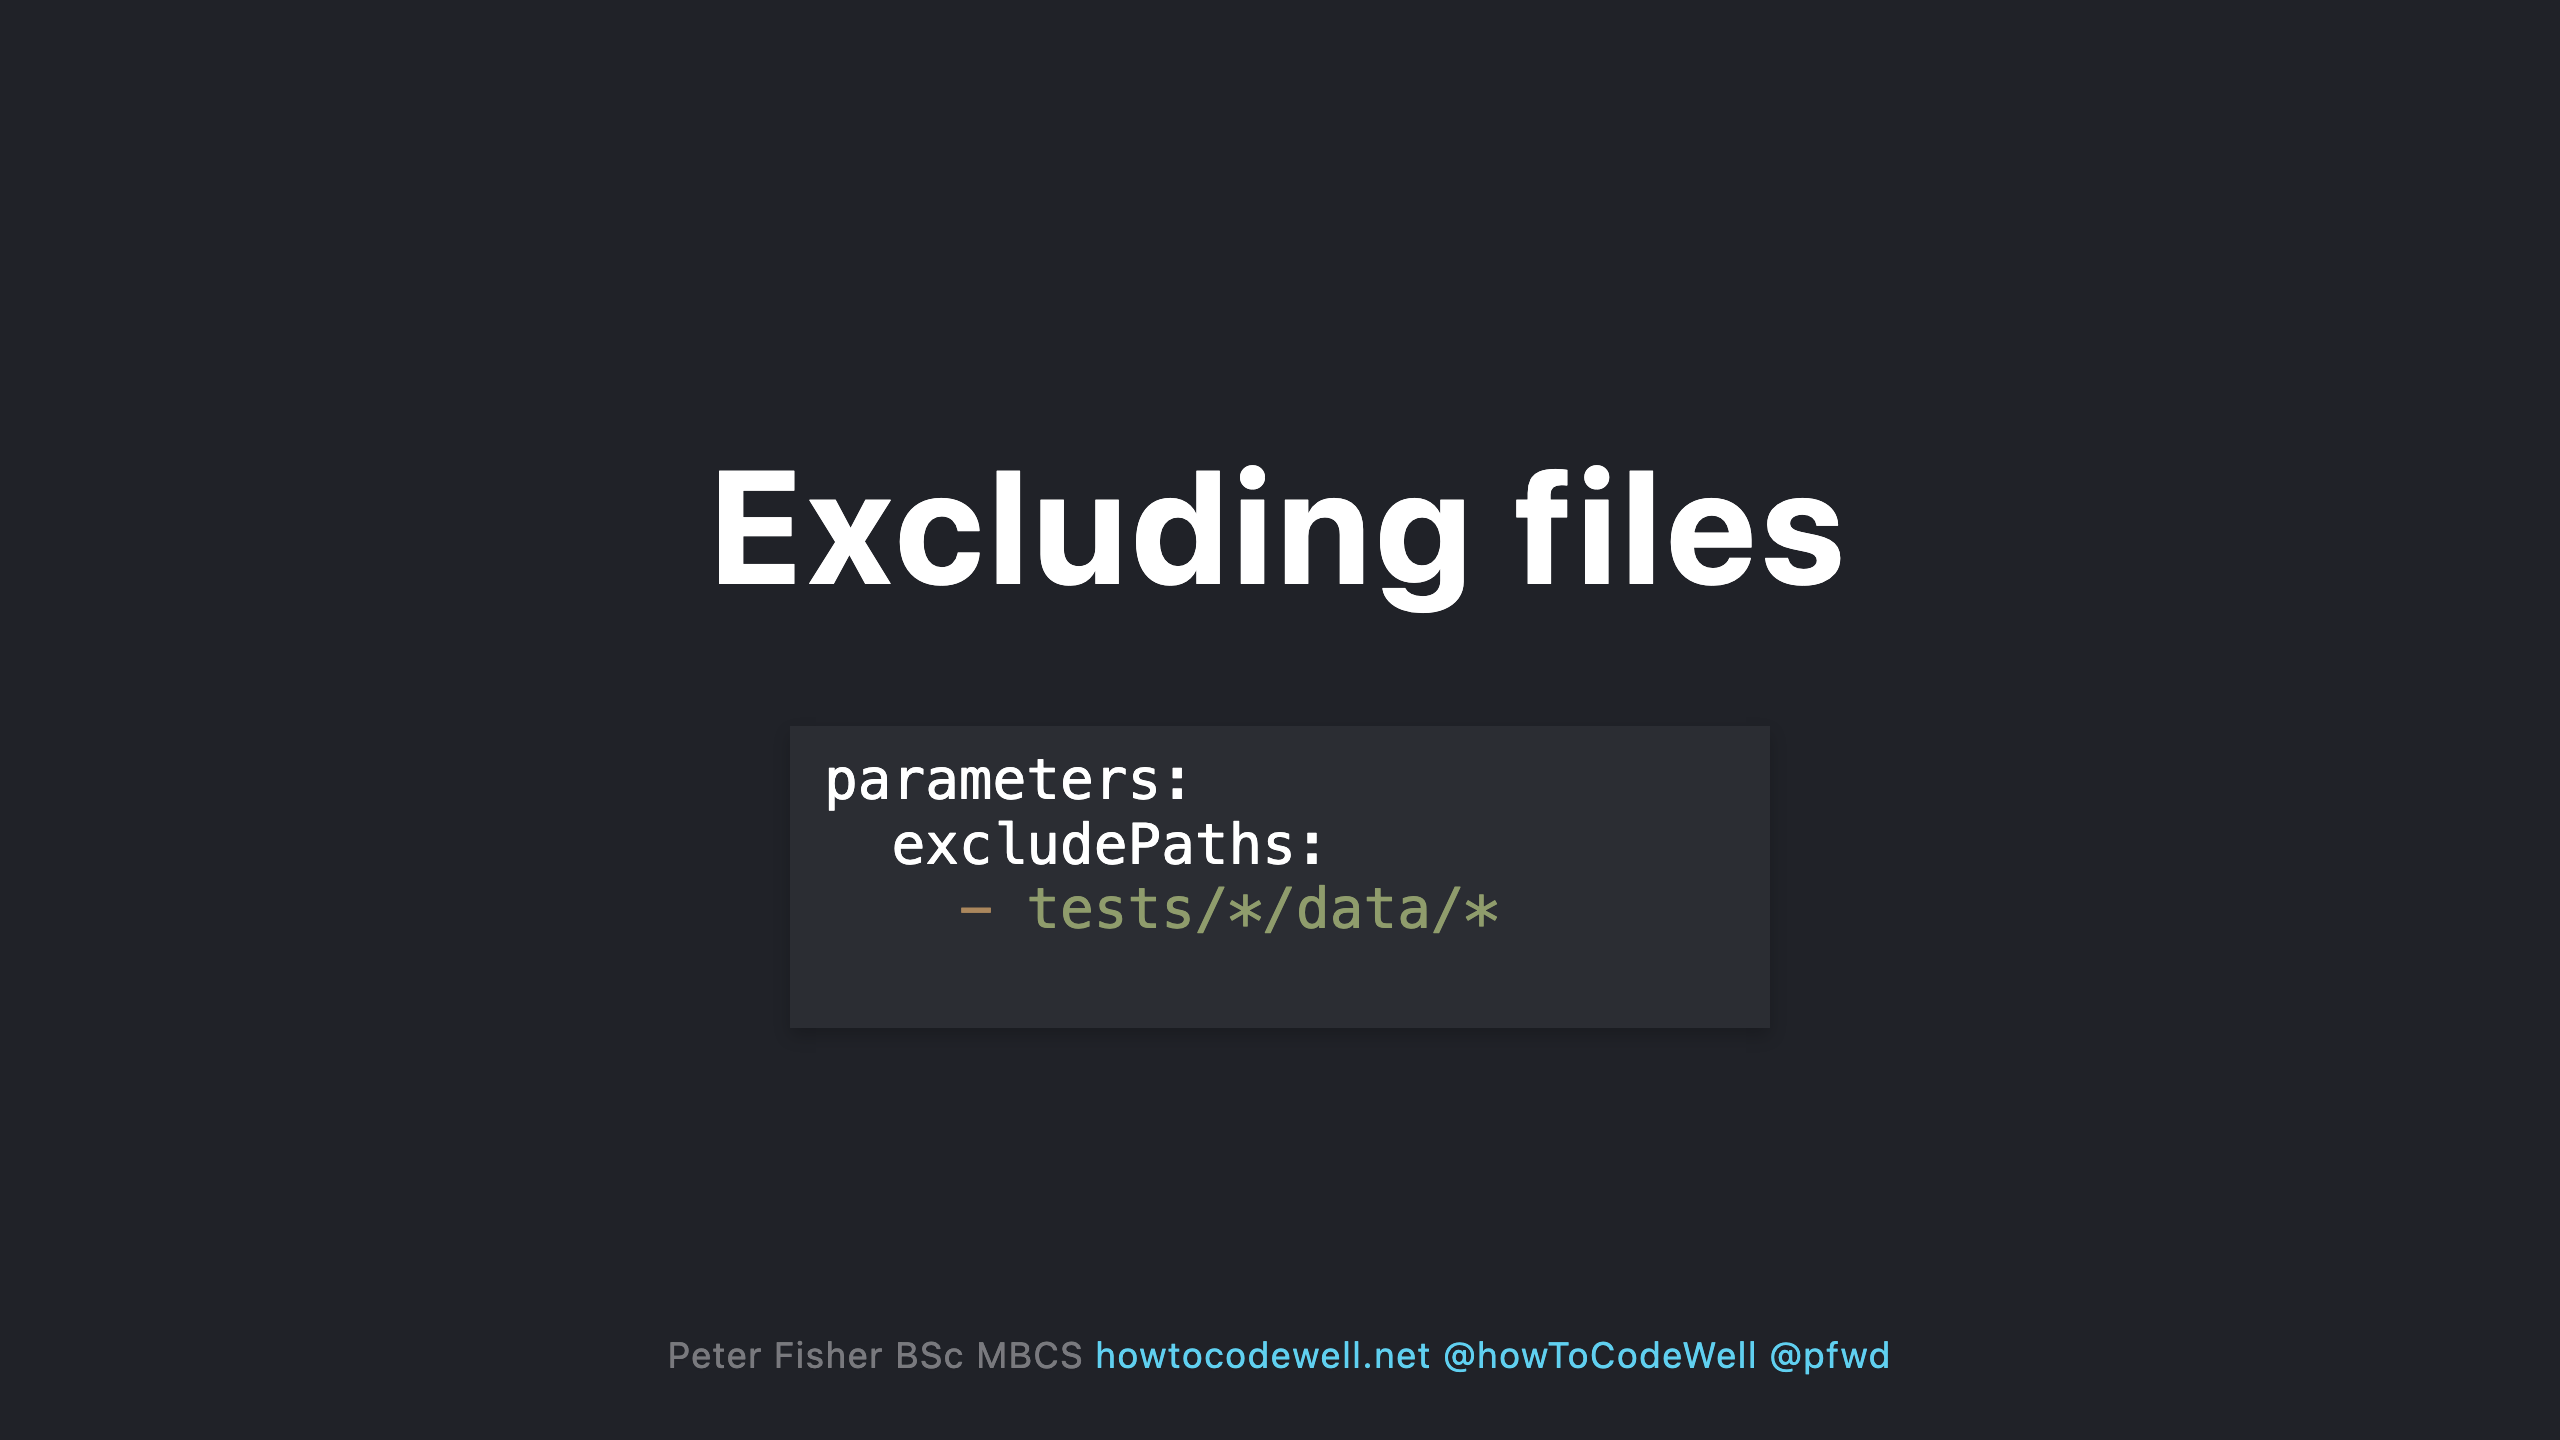 Excluding files
parameters:
  excludePaths:
    - tests/*/data/*
Peter Fisher BSc MBCS howtocodewell.net @howToCodeWell @pfwd